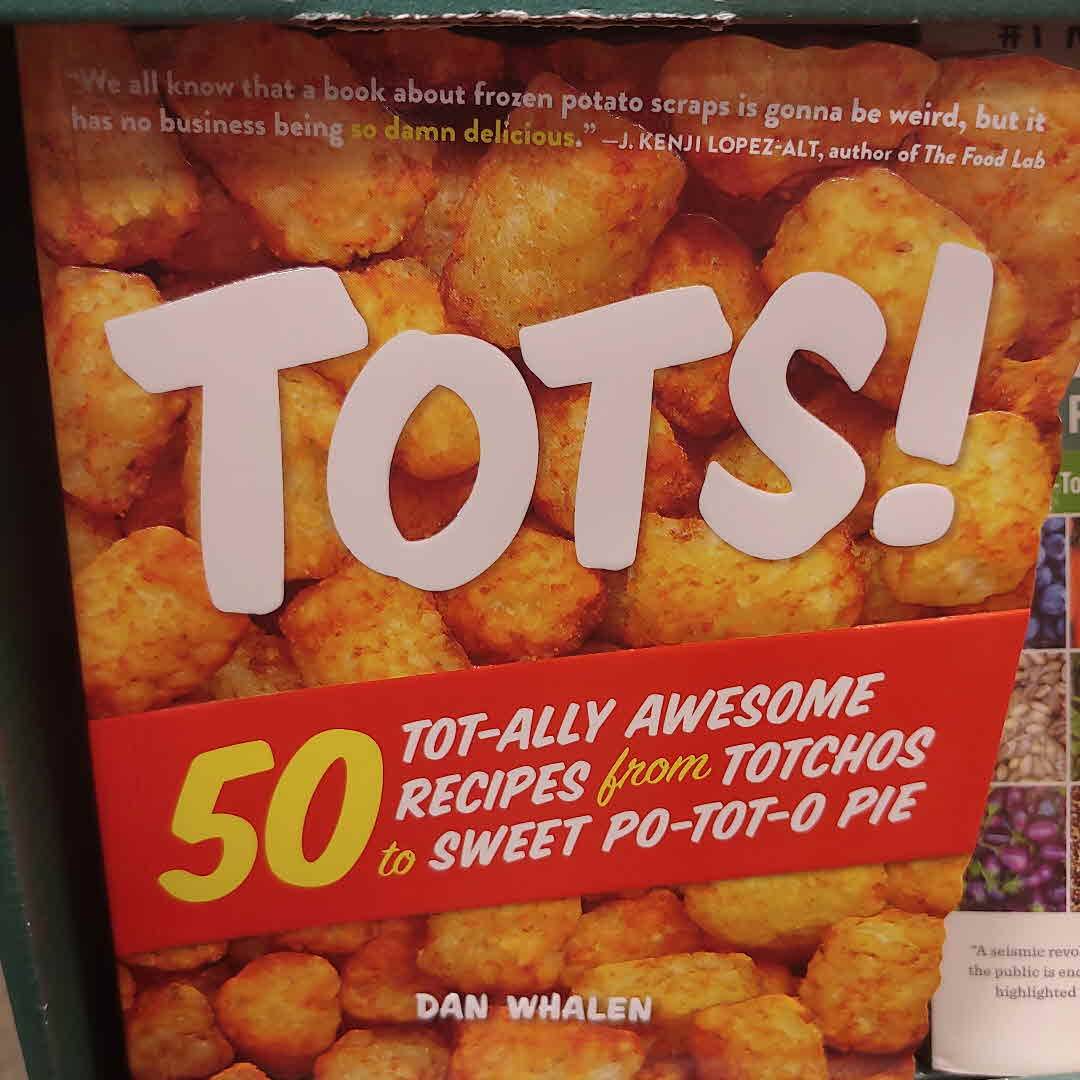 "We all know that a book about frozen potato scraps is gonna be weird, but it
has no business being so damn delicious." —J. KENJI LOPEZ-ALT, author of The Food Lab
TOTS!
50 TOT-ALLY AWESOME
RECIPES from TOTCHOS
to SWEET PO-TOT-O PIE
DAN WHALEN
#1
"A seismic
the public is
highlighted